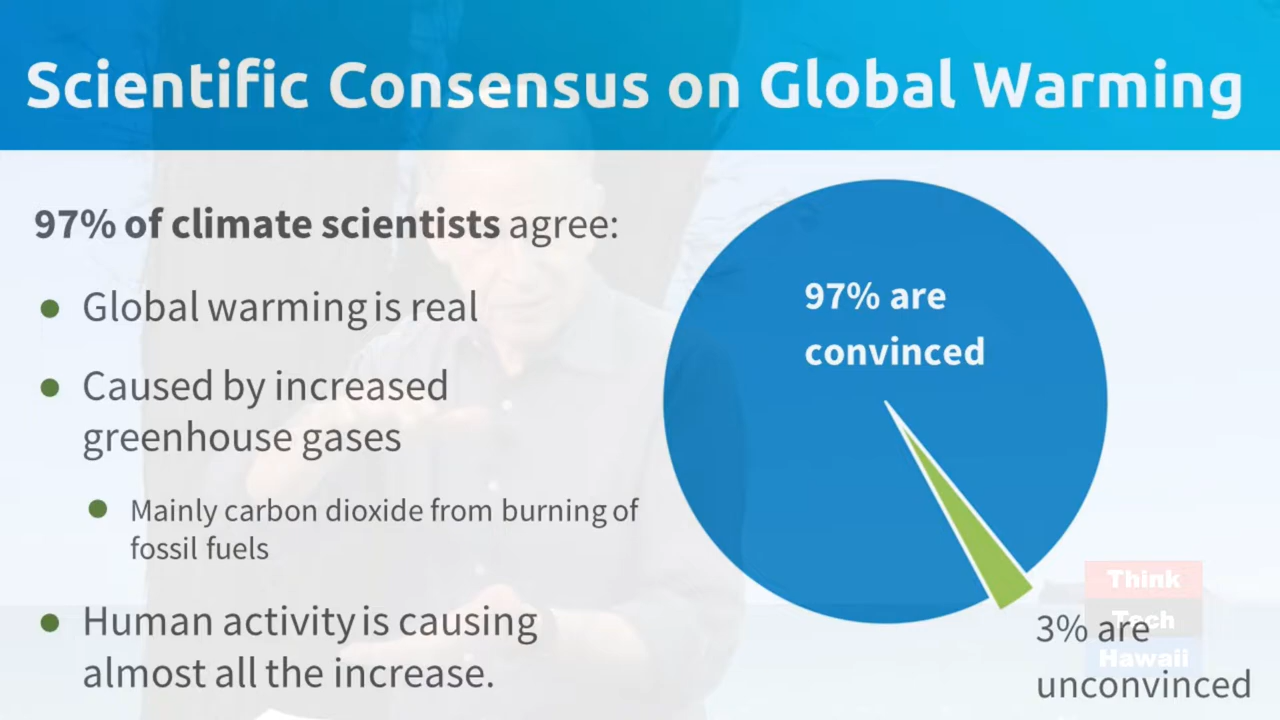 Scientific Consensus on Global Warming
97% of climate scientists agree:
Global warming is real
Caused by increased
greenhouse gases
Mainly carbon dioxide from burning of
fossil fuels
Human activity is causing
almost all the increase.
97% are
convinced
3% are
unconvinced
Think
Tech
Hawaii